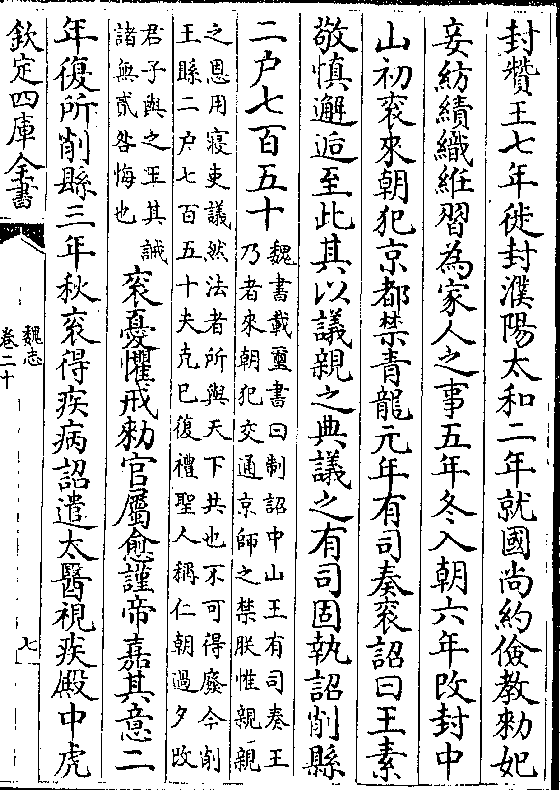 封贊王七年徙封濮陽太和二年就國尚約儉教勑妃
妾紡績織維習為家人之事五年冬入朝六年改封中
山初衮來朝犯京都禁青龍元年有司奏衮詔曰王素
敬慎邂逅至此其以議親之典議之有司固執詔削縣
二户七百五十
魏書載璽書曰制詔中山王有司奏王
乃者來朝犯交通京師之禁朕惟親親
之恩用寢吏議然法者所與天下共也不可得廢今削
王縣二户七百五十夫克巳復禮聖人稱仁朝過夕改
君子與之王其誡
諸無貳咎悔也
衮憂懼戒勑官屬愈謹帝嘉其意二
年復所削縣三年秋衮得疾病詔遣太醫視疾殿中虎
欽定四庫全書
魏志
卷二十
七